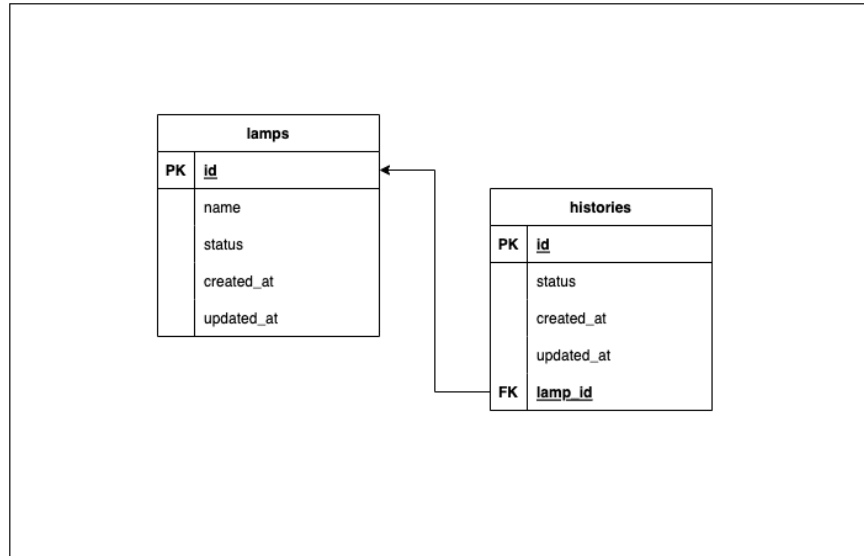 lamps
PK id
name
status
created_at
updated_at
histories
PK id
status
created_at
updated_at
FK lamp_id